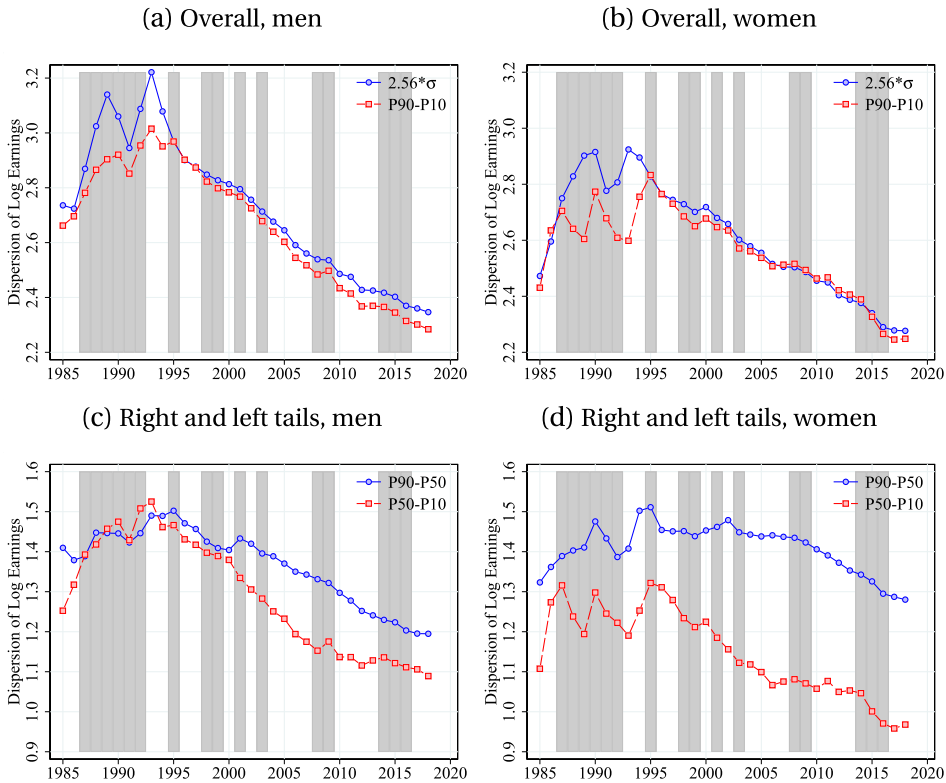 (a) Overall, men
Dispersion of Log Earnings
3.2
3.0
2.8
2.6
2.4
2.2
2.56*σ
P90-P10
1985 1990 1995 2000 2005 2010 2015 2020
(b) Overall, women
Dispersion of Log Earnings
3.2
3.0
2.8
2.6
2.4
2.2
2.56*σ
P90-P10
1985 1990 1995 2000 2005 2010 2015 2020
(c) Right and left tails, men
Dispersion of Log Earnings
1.6
1.5
1.4
1.3
1.2
1.1
1.0
0.9
P90-P50
P50-P10
1985 1990 1995 2000 2005 2010 2015 2020
(d) Right and left tails, women
Dispersion of Log Earnings
1.6
1.5
1.4
1.3
1.2
1.1
1.0
0.9
P90-P50
P50-P10
1985 1990 1995 2000 2005 2010 2015 2020